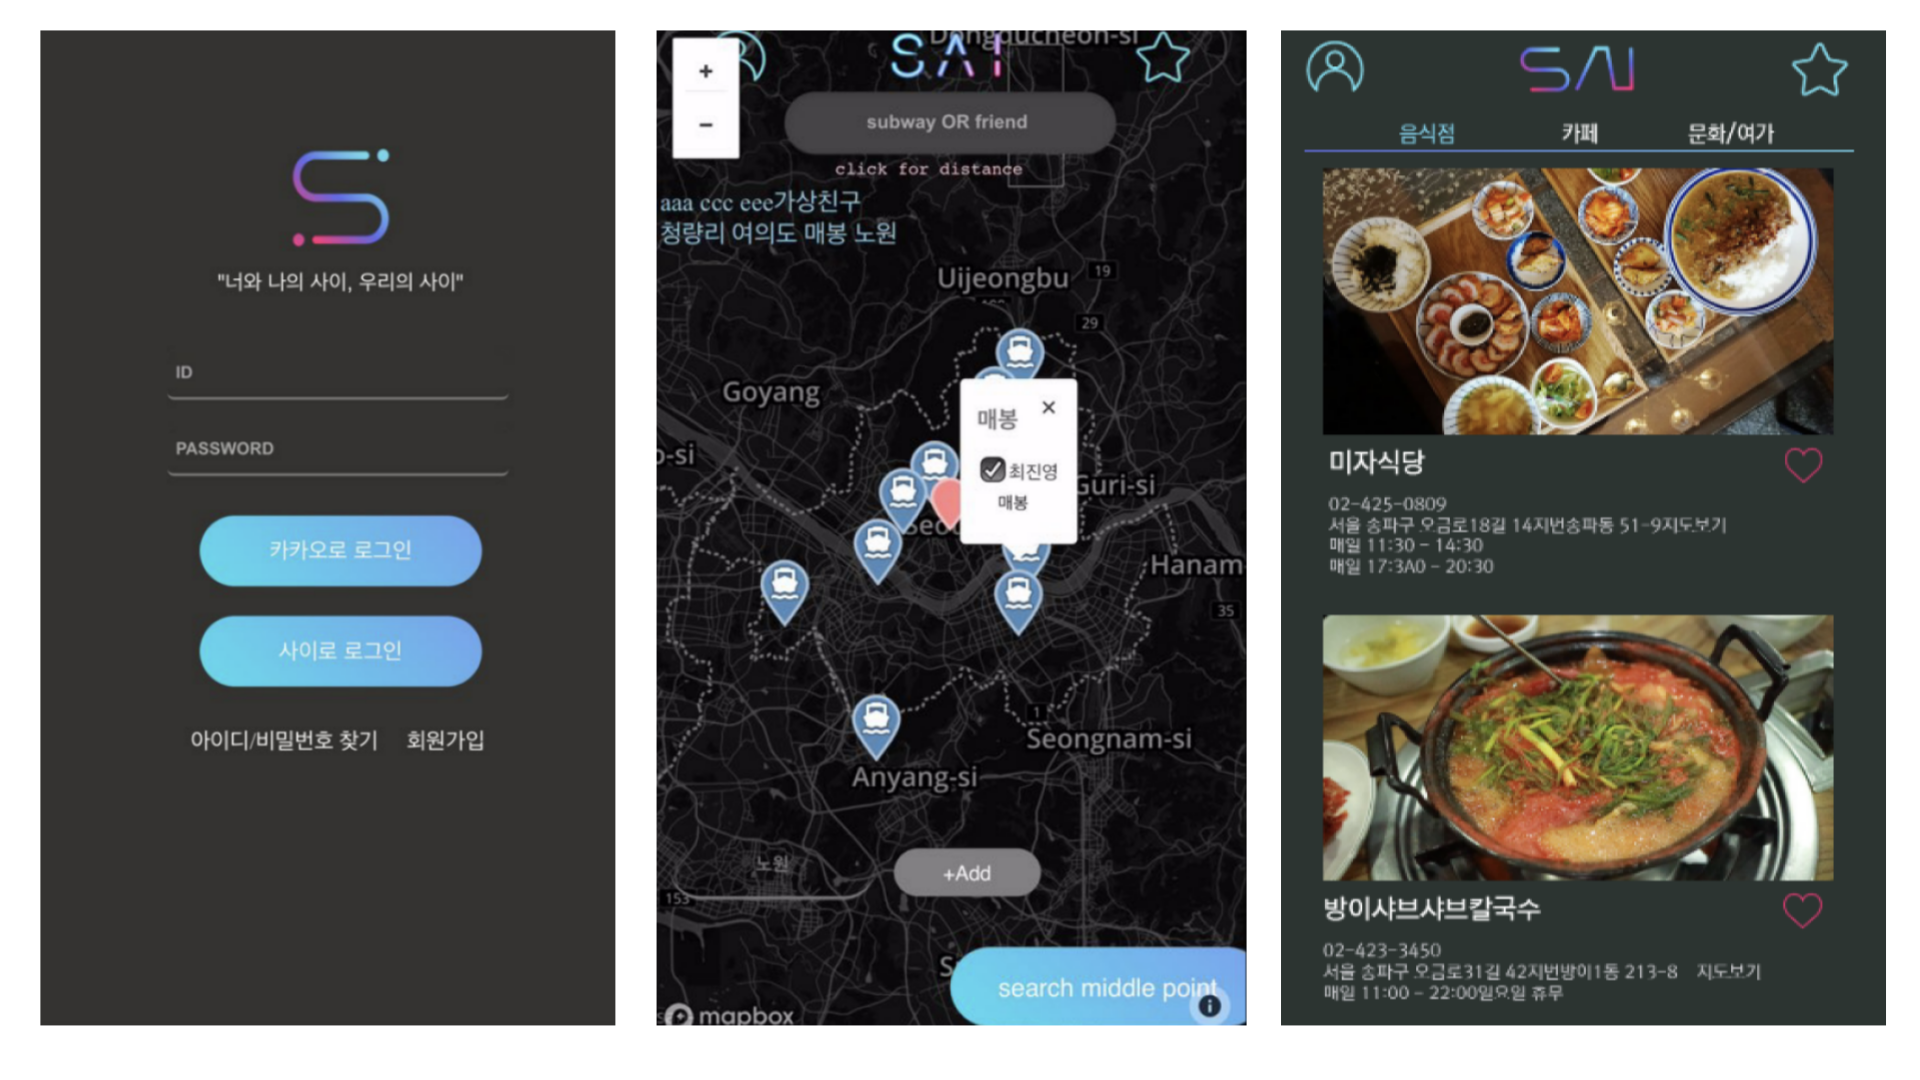 "너와 나의 사이, 우리의 사이"
ID
PASSWORD
카카오로 로그인
사이로 로그인
아이디/비밀번호 찾기 회원가입
+
−
Dongducheon-si
SAI
subway OR friend
click for distance
aaa ccc eee가상친구
청량리 여의도 매봉 노원
Uijeongbu
19
29
Goyang
매봉 ×
최진영
매봉
o-si
Guri-si
Seo
Hanam
35
1
Seongnam-si
Anyang-si
노원
+Add
153
S
search middle point
mapbox
SAI
음식점 카페 문화/여가
미자식당
02-425-0809
서울 송파구 오금로18길 14지번송파동 51-9지도보기
매일 11:30 - 14:30
매일 17:3A0 - 20:30
방이샤브샤브칼국수
02-423-3450
서울 송파구 오금로31길 42지번방이1동 213-8 지도보기
매일 11:00 - 22:00일요일 휴무